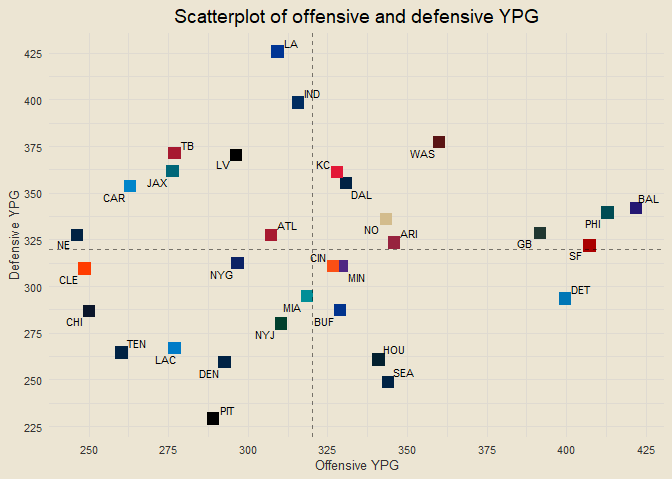 Scatterplot of offensive and defensive YPG
425
400
375
350
325
300
275
250
225
Defensive YPG
LA
IND
TB
LV
JAX
CAR
KC
DAL
WAS
NE
CLE
ATL
NYG
NO
ARI
CIN
MIN
GB
PHI
BAL
SF
CHI
MIA
NYJ
BUF
DET
TEN
LAC
DEN
HOU
SEA
PIT
250
275
300
325
350
375
400
425
Offensive YPG